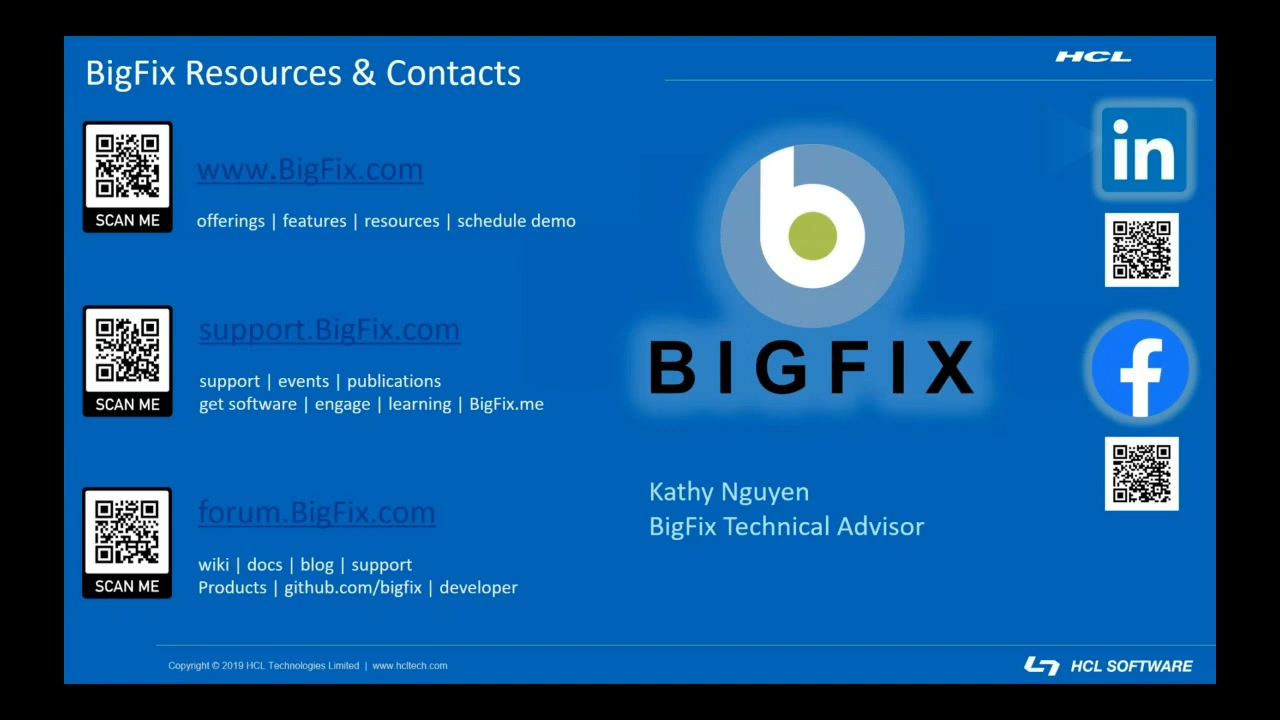 BigFix Resources & Contacts
HCL
SCAN ME
www.BigFix.com
offerings | features | resources | schedule demo
SCAN ME
support.BigFix.com
support | events | publications
get software | engage | learning | BigFix.me
SCAN ME
forum.BigFix.com
wiki | docs | blog | support
Products | github.com/bigfix | developer
b
BIGFIX
Kathy Nguyen
BigFix Technical Advisor
in
f
Copyright © 2019 HCL Technologies Limited | www.hcltech.com
HCL SOFTWARE